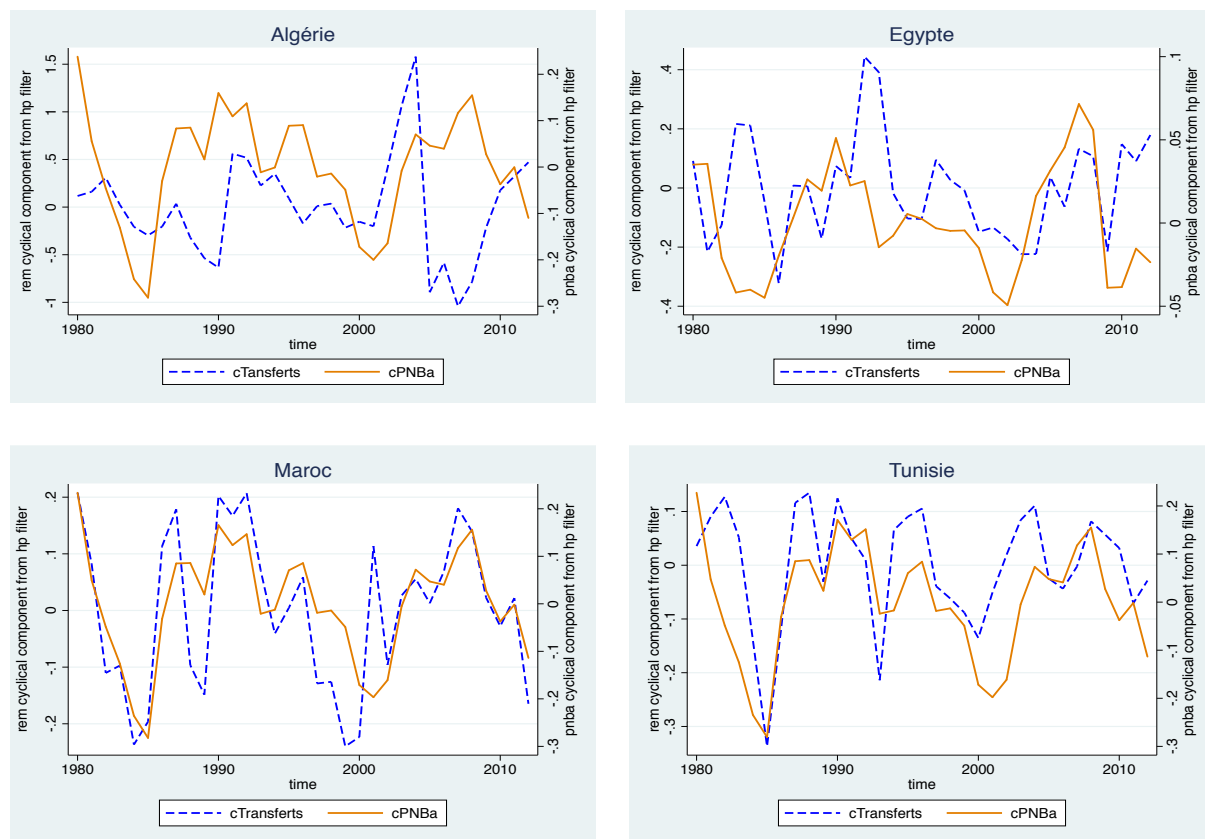 Algérie
rem cyclical component from hp filter
1.5
1
.5
0
-.5
-1
.2
.1
0
-.1
-.2
-.3
pnba cyclical component from hp filter
1980 1990 2000 2010
time
cTansferts cPNBa
Egypte
rem cyclical component from hp filter
.4
.2
0
-.2
-.4
.1
.05
0
-.05
pnba cyclical component from hp filter
1980 1990 2000 2010
time
cTransferts cPNBa
Maroc
rem cyclical component from hp filter
.2
.1
0
-.1
-.2
.2
.1
0
-.1
-.2
-.3
pnba cyclical component from hp filter
1980 1990 2000 2010
time
cTransferts cPNBa
Tunisie
rem cyclical component from hp filter
.1
0
-.1
-.2
-.3
.2
.1
0
-.1
-.2
-.3
pnba cyclical component from hp filter
1980 1990 2000 2010
time
cTransferts cPNBa